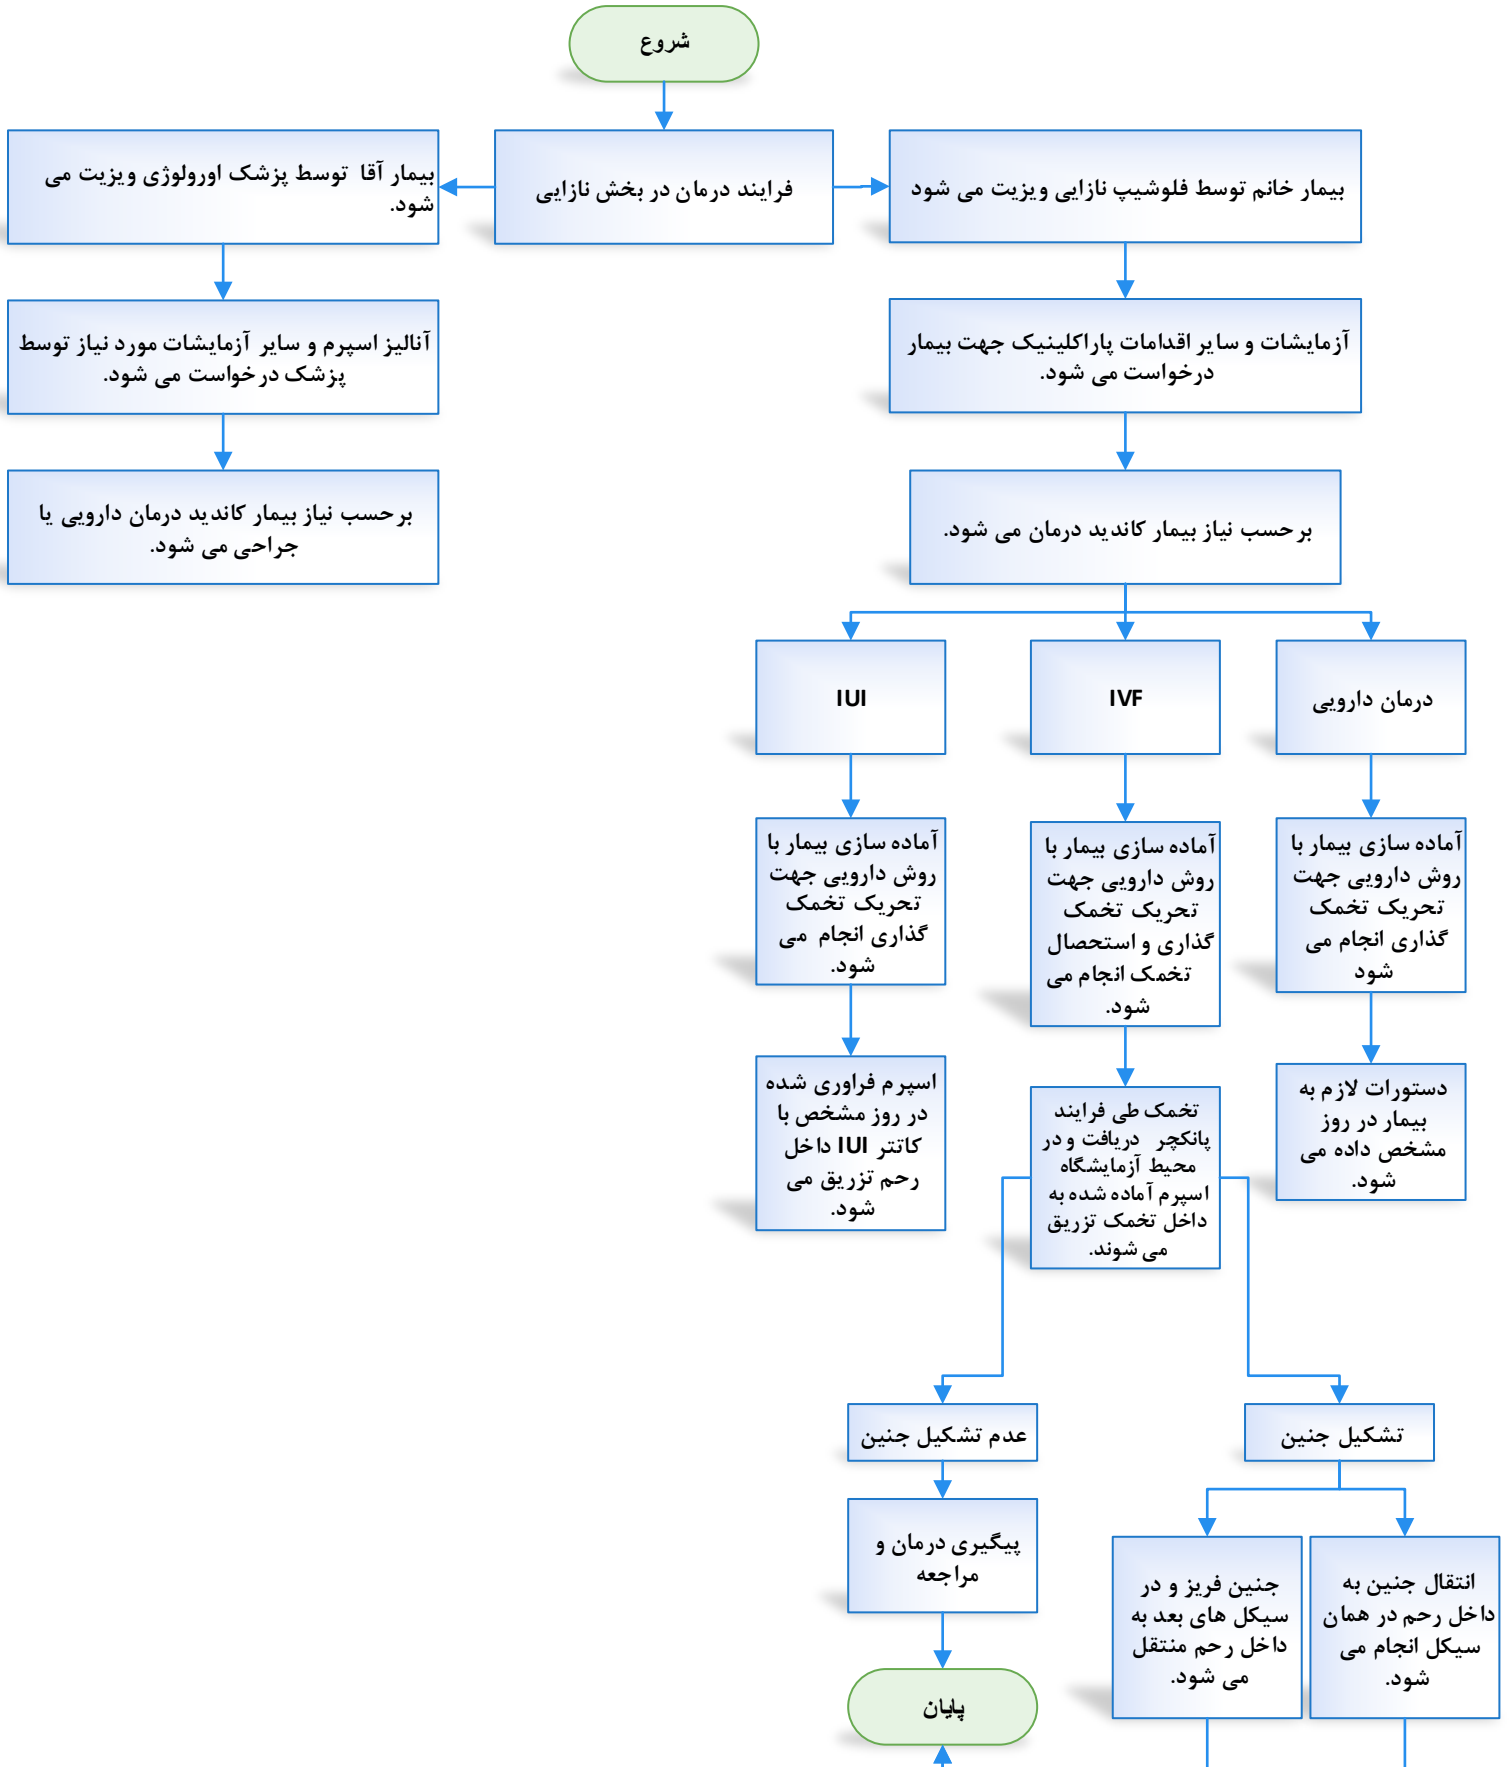 شروع
بیمار خانم توسط فلوشیپ نازایی ویزیت می شود
فرایند درمان در بخش نازایی
بیمار آقا توسط پزشک اورولوژی ویزیت می
شود.
آزمایشات و سایر اقدامات پاراکلینیک جهت بیمار
درخواست می شود.
آنالیز اسپرم و سایر آزمایشات مورد نیاز توسط
پزشک درخواست می شود.
برحسب نیاز بیمار کاندید درمان می شود.
برحسب نیاز بیمار کاندید درمان دارویی یا
جراحی می شود.
درمان دارویی
IVF
IUI
آماده سازی بیمار با
روش دارویی جهت
تحریک تخمک
گذاری انجام می
شود
آماده سازی بیمار با
روش دارویی جهت
تحریک تخمک
گذاری و استحصال
تخمک انجام می
شود.
آماده سازی بیمار با
روش دارویی جهت
تحریک تخمک
گذاری انجام می
شود.
دستورات لازم به
بیمار در روز
مشخص داده می
شود.
تخمک طی فرایند
پانکچر دریافت و در
محیط آزمایشگاه
اسپرم آماده شده به
داخل تخمک تزریق
می شوند.
اسپرم فراوری شده
در روز مشخص با
کاتتر IUI داخل
رحم تزریق می
شود.
تشکیل جنین
عدم تشکیل جنین
انتقال جنین به
داخل رحم در همان
سیکل انجام می
شود.
جنین فریز و در
سیکل های بعد به
داخل رحم منتقل
می شود.
پیگیری درمان و
مراجعه
پایان